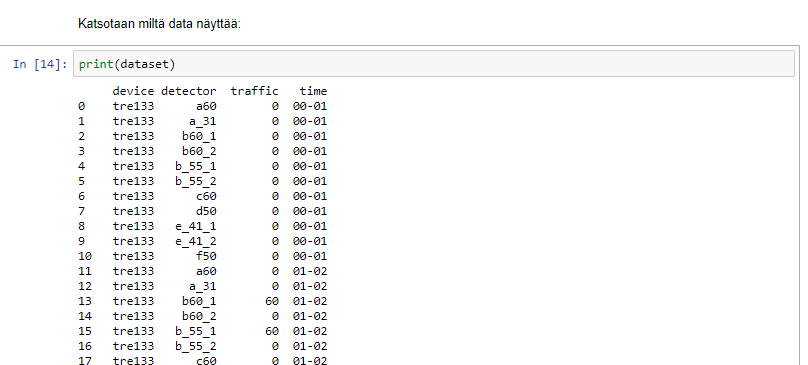 Katsotaan miltä data näyttää:
In [14]: print(dataset)
device detector traffic time
0 tre133 a60 0 00-01
1 tre133 a_31 0 00-01
2 tre133 b60_1 0 00-01
3 tre133 b60_2 0 00-01
4 tre133 b_55_1 0 00-01
5 tre133 b_55_2 0 00-01
6 tre133 c60 0 00-01
7 tre133 d50 0 00-01
8 tre133 e_41_1 0 00-01
9 tre133 e_41_2 0 00-01
10 tre133 f50 0 00-01
11 tre133 a60 0 01-02
12 tre133 a_31 0 01-02
13 tre133 b60_1 60 01-02
14 tre133 b60_2 0 01-02
15 tre133 b_55_1 60 01-02
16 tre133 b_55_2 0 01-02
17 tre133 c60 0 01-02